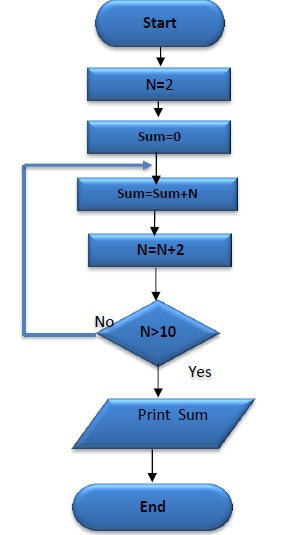 Start
N=2
Sum=0
Sum=Sum+N
N=N+2
No
N>10
Yes
Print Sum
End